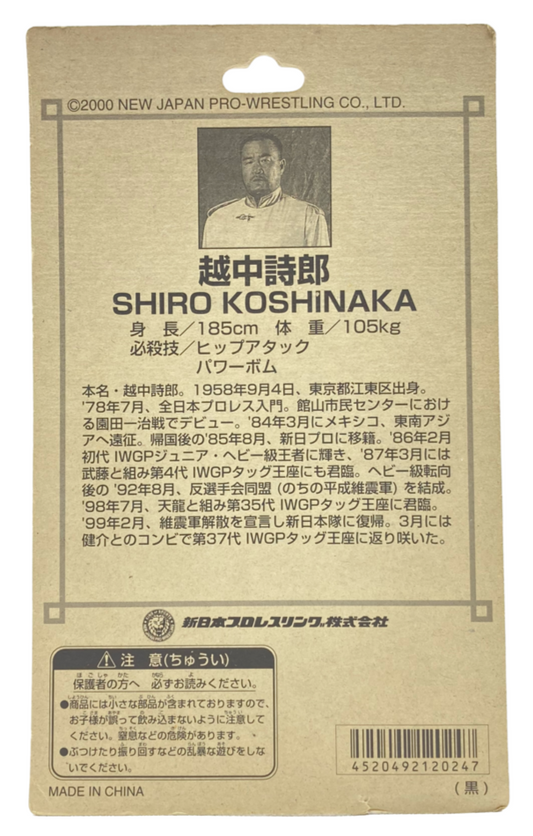 ©2000 NEW JAPAN PRO-WRESTLING CO., LTD.
越中詩郎
SHIRO KOSHiNAKA
身 長／185cm 体 重／105kg
必殺技／ヒップアタック
パワーボム
本名・越中詩郎。1958年9月4日、東京都江東区出身。
'78年7月、全日本プロレス入門。館山市民センターにおけ
る園田一治戦でデビュー。'84年3月にメキシコ、東南アジ
アへ遠征。帰国後の'85年8月、新日プロに移籍。'86年2月
初代 IWGPジュニア・ヘビー級王者に輝き、'87年3月には
武藤と組み第4代 IWGPタッグ王座にも君臨。ヘビー級転向
後の '92年8月、反選手会同盟 (のちの平成維震軍) を結成。
'98年7月、天龍と組み第35代 IWGPタッグ王座に君臨。
'99年2月、維震軍解散を宣言し新日本隊に復帰。3月には
健介とのコンビで第37代 IWGPタッグ王座に返り咲いた。
新日本プロレスリング株式会社
注 意(ちゅうい)
保護者の方へ 必ずお読みください。
●商品には小さな部品が含まれておりますので、
お子様が誤って飲み込まないように注意して
ください。窒息などの危険があります。
●ぶつけたり振り回すなどの乱暴な遊びをしな
いでください。
4520492120247
MADE IN CHINA
(黒)